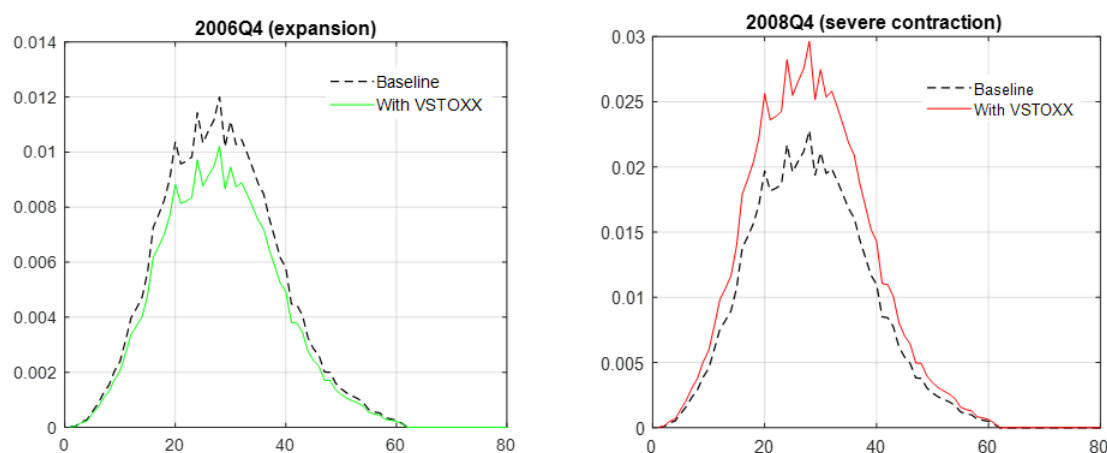 2006Q4 (expansion)
0.014
0.012
0.01
0.008
0.006
0.004
0.002
0
0 20 40 60 80
Baseline
With VSTOXX
2008Q4 (severe contraction)
0.03
0.025
0.02
0.015
0.01
0.005
0
0 20 40 60 80
Baseline
With VSTOXX